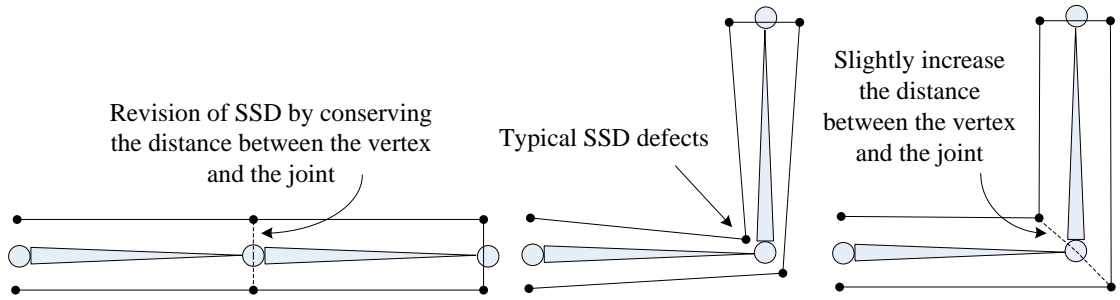 Revision of SSD by conserving
the distance between the vertex
and the joint
Typical SSD defects
Slightly increase
the distance
between the vertex
and the joint